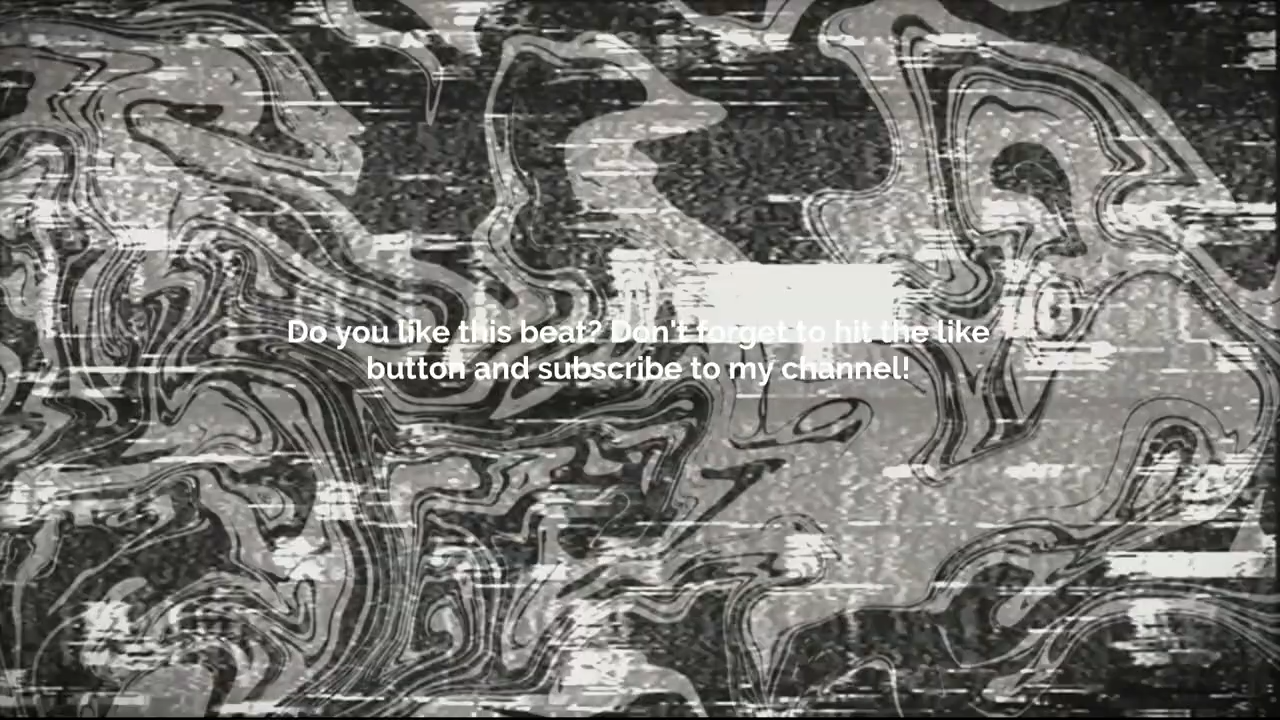 Do you like this beat? Don't forget to hit the like
button and subscribe to my channel!